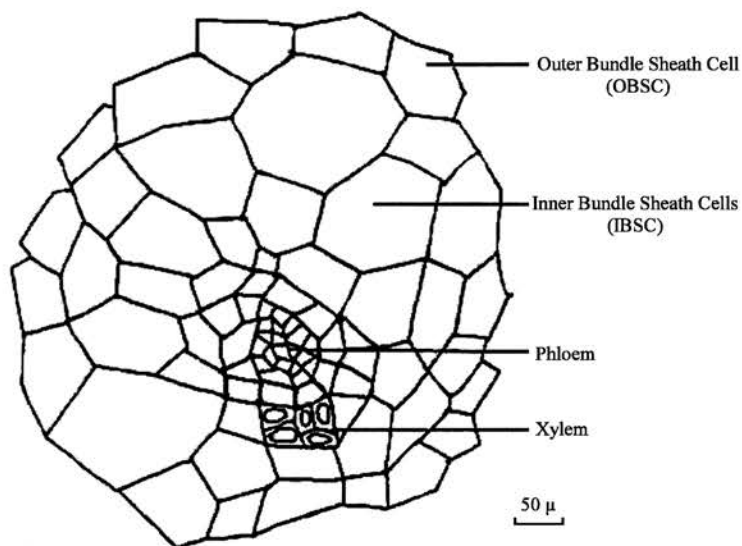 Outer Bundle Sheath Cell
(OBSC)
Inner Bundle Sheath Cells
(IBSC)
Phloem
Xylem
50 µ